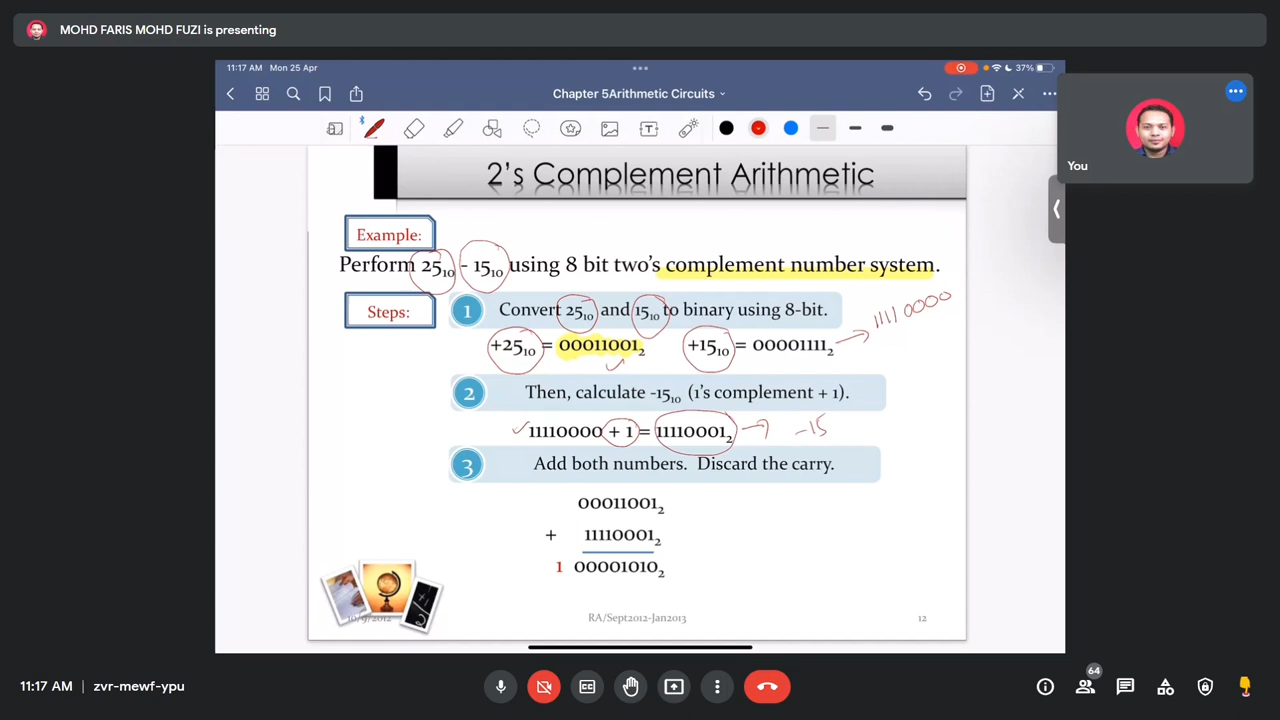 MOHD FARIS MOHD FUZI is presenting
11:17 AM Mon 25 Apr
37%
Chapter 5Arithmetic Circuits
You
2's Complement Arithmetic
Example:
Perform 25₁₀ - 15₁₀ using 8 bit two's complement number system.
Steps:
1 Convert 25₁₀ and 15₁₀ to binary using 8-bit.
11110000
+25₁₀ = 00011001₂ +15₁₀ = 00001111₂
2 Then, calculate -15₁₀ (1's complement + 1).
11110000 + 1 = 11110001₂ -15
3 Add both numbers. Discard the carry.
00011001₂
+ 11110001₂
1 00001010₂
10/9/2012 RA/Sept2012-Jan2013 12
11:17 AM | zvr-mewf-ypu
64